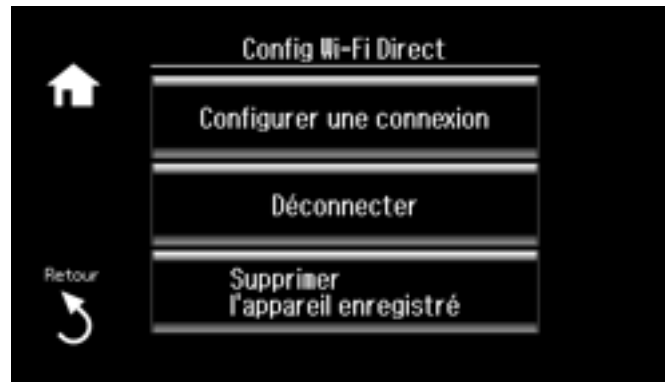 Config Wi-Fi Direct
Configurer une connexion
Déconnecter
Retour
Supprimer
l'appareil enregistré